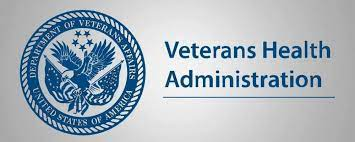 DEPARTMENT OF VETERANS AFFAIRS
UNITED STATES OF AMERICA
Veterans Health
Administration